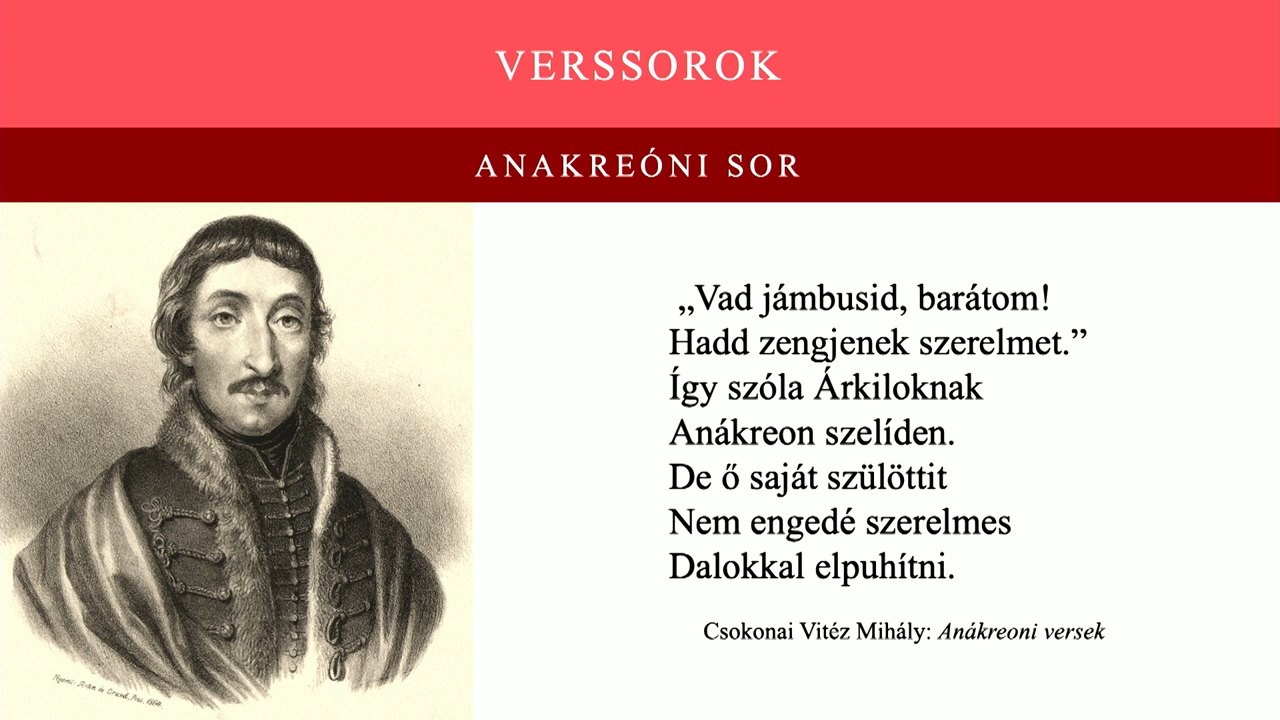 VERSSOROK
ANAKREÓNI SOR
„Vad jámbusid, barátom!
Hadd zengjenek szerelmet.”
Így szóla Árkiloknak
Anákreon szelíden.
De ő saját szülöttit
Nem engedé szerelmes
Dalokkal elpuhítni.
Csokonai Vitéz Mihály: Anákreoni versek